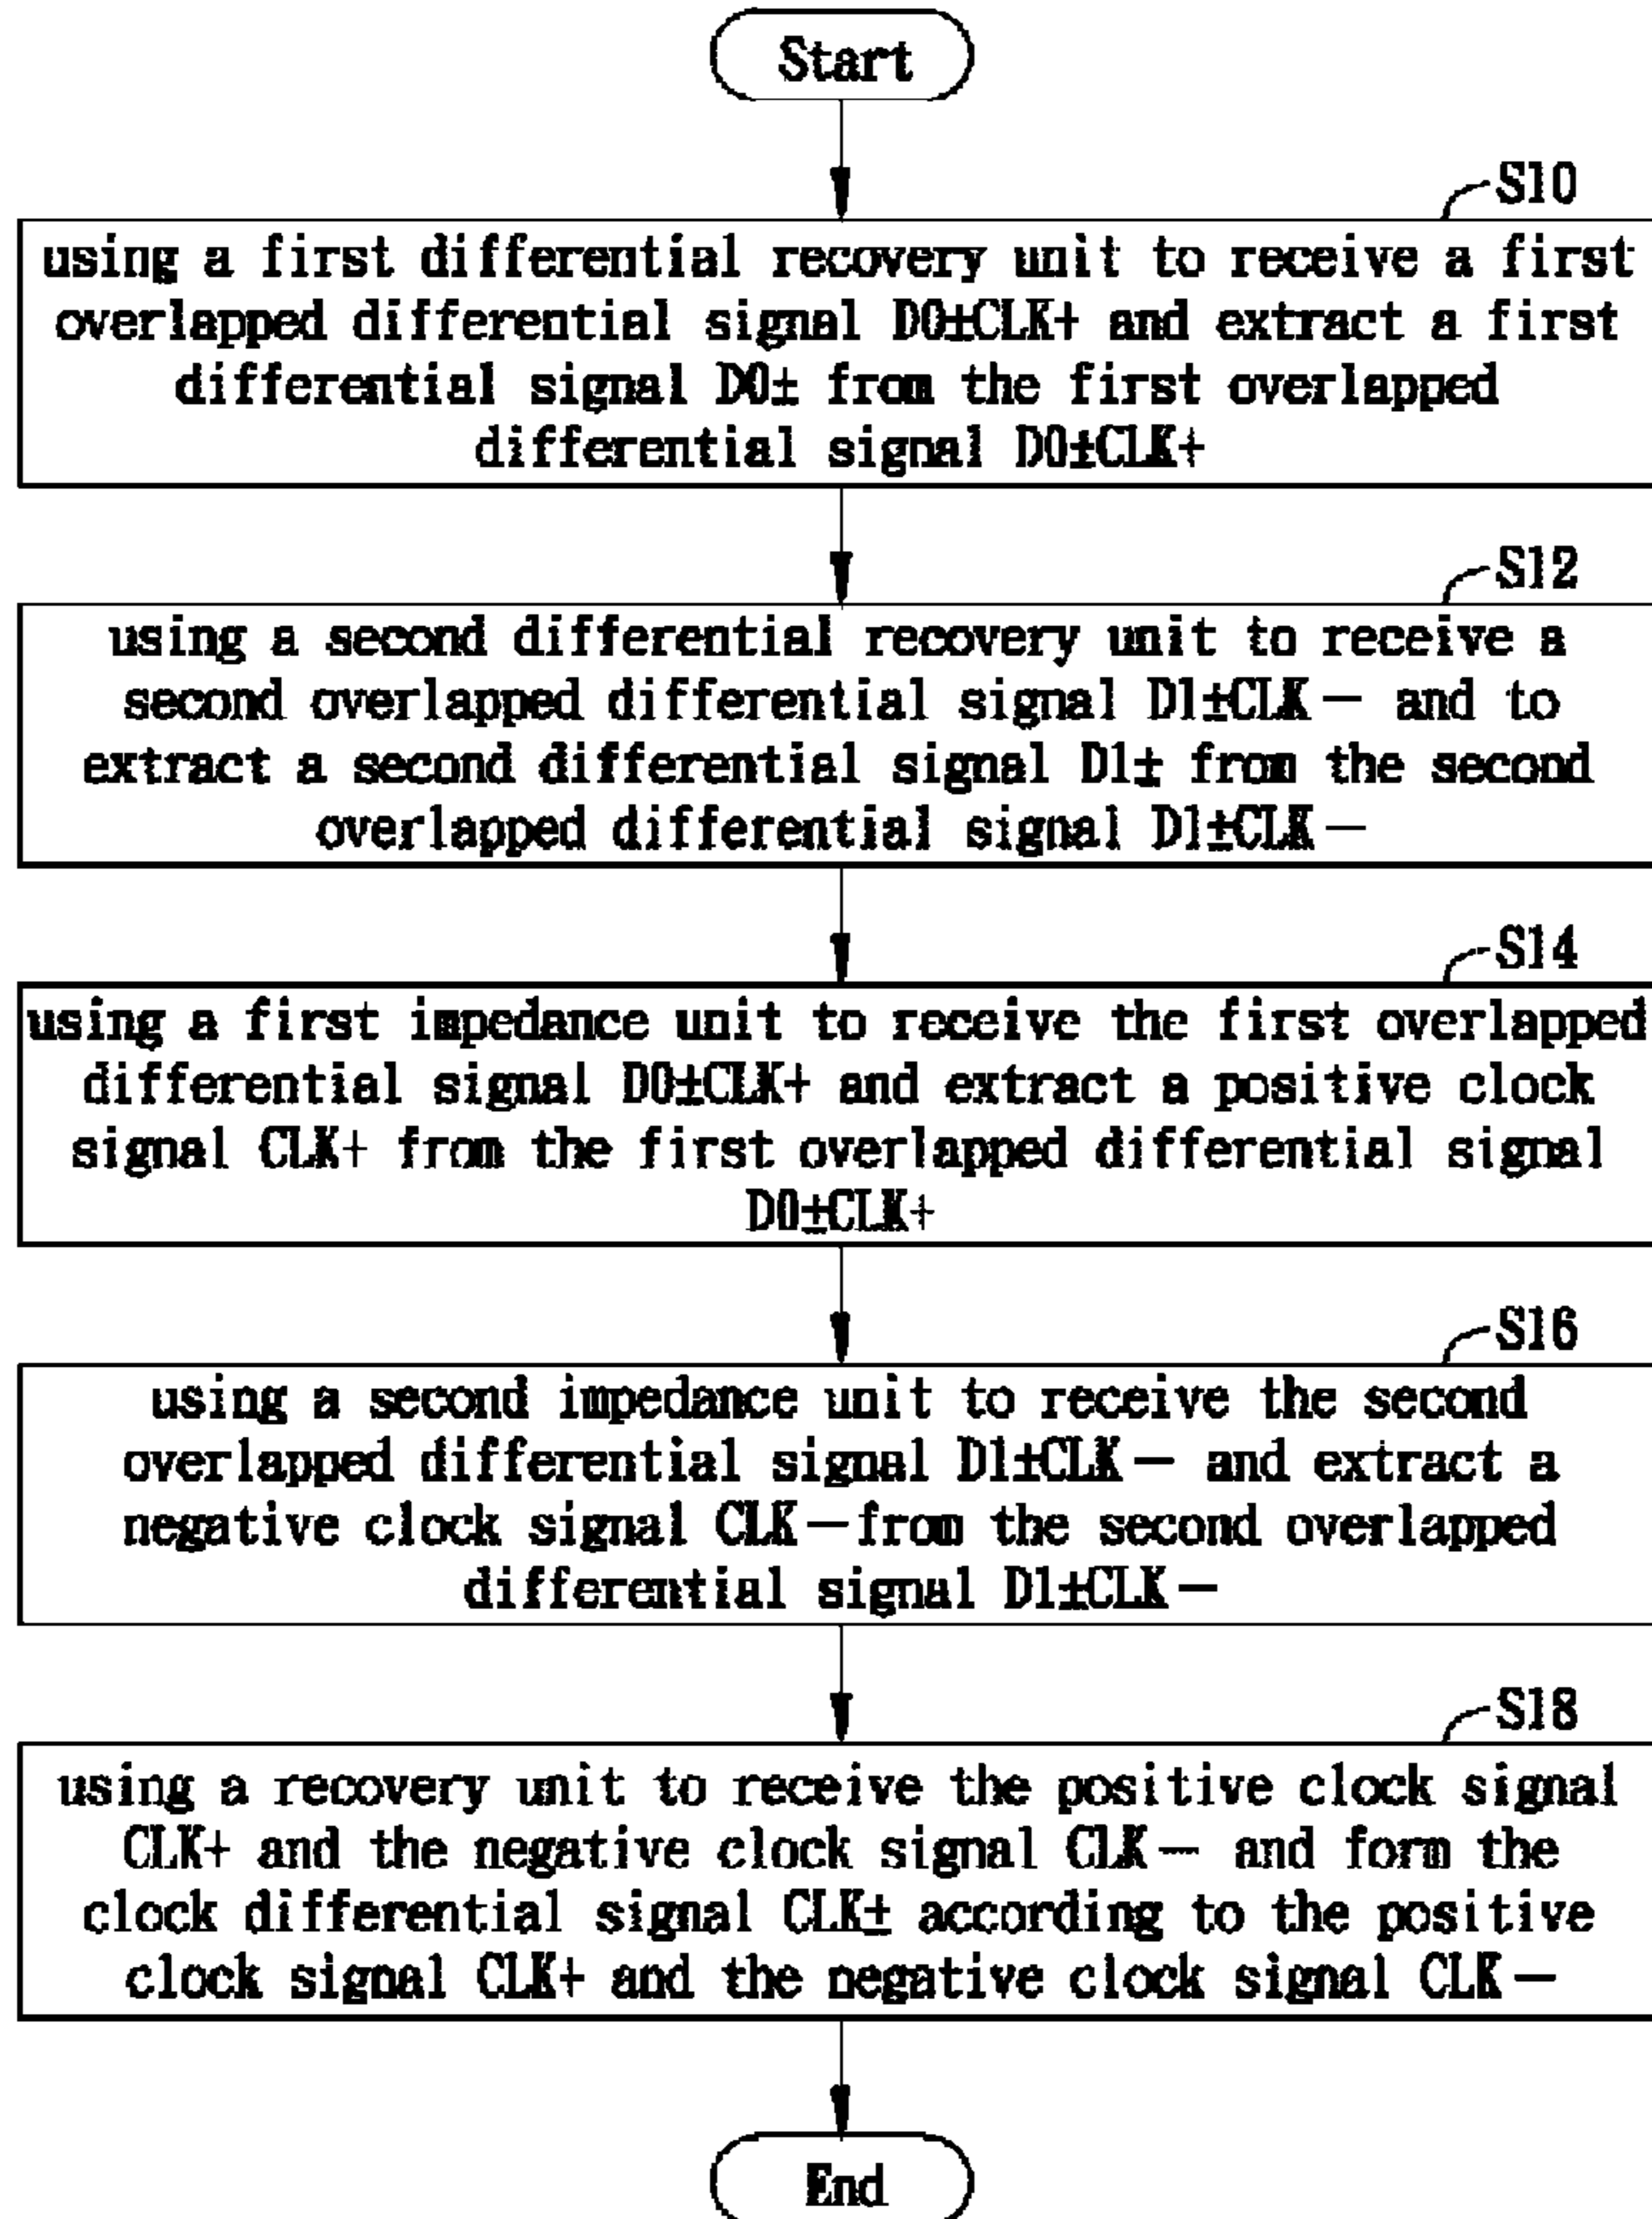 Start
S10
using a first differential recovery unit to receive a first
overlapped differential signal D0±CLK+ and extract a first
differential signal D0± from the first overlapped
differential signal D0±CLK+
S12
using a second differential recovery unit to receive a
second overlapped differential signal D1±CLK− and to
extract a second differential signal D1± from the second
overlapped differential signal D1±CLK−
S14
using a first impedance unit to receive the first overlapped
differential signal D0±CLK+ and extract a positive clock
signal CLK+ from the first overlapped differential signal
D0±CLK+
S16
using a second impedance unit to receive the second
overlapped differential signal D1±CLK− and extract a
negative clock signal CLK−from the second overlapped
differential signal D1±CLK−
S18
using a recovery unit to receive the positive clock signal
CLK+ and the negative clock signal CLK− and form the
clock differential signal CLK± according to the positive
clock signal CLK+ and the negative clock signal CLK−
End